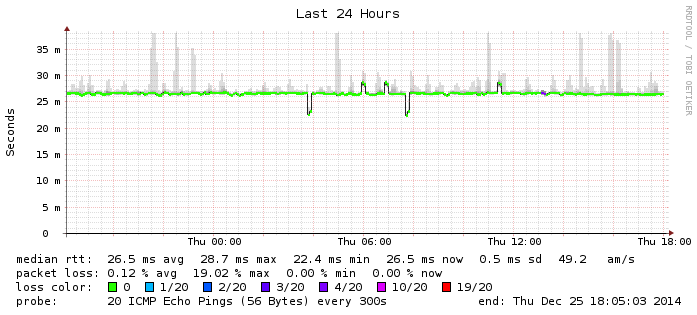 Last 24 Hours
RRDTOOL / TOBI OETIKER
Seconds
35 m
30 m
25 m
20 m
15 m
10 m
5 m
0
Thu 00:00 Thu 06:00 Thu 12:00 Thu 18:00
median rtt: 26.5 ms avg 28.7 ms max 22.4 ms min 26.5 ms now 0.5 ms sd 49.2 am/s
packet loss: 0.12 % avg 19.02 % max 0.00 % min 0.00 % now
loss color: 0 1/20 2/20 3/20 4/20 10/20 19/20
probe: 20 ICMP Echo Pings (56 Bytes) every 300s end: Thu Dec 25 18:05:03 2014